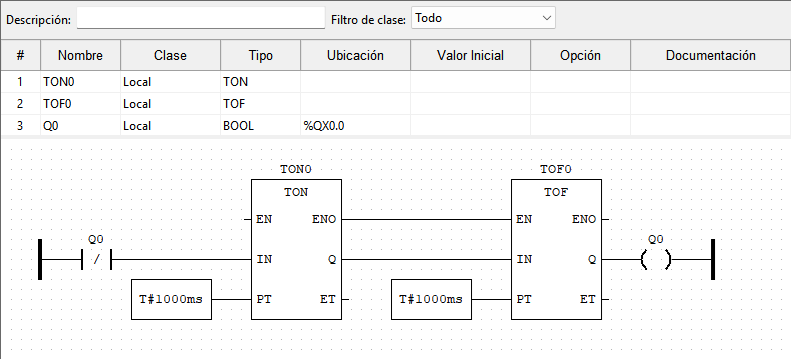 Descripción: Filtro de clase: Todo
# Nombre Clase Tipo Ubicación Valor Inicial Opción Documentación
1 TON0 Local TON
2 TOF0 Local TOF
3 Q0 Local BOOL %QX0.0
TON0 TOF0
TON TOF
EN ENO EN ENO
Q0 Q0
/ IN Q IN Q
T#1000ms PT ET T#1000ms PT ET